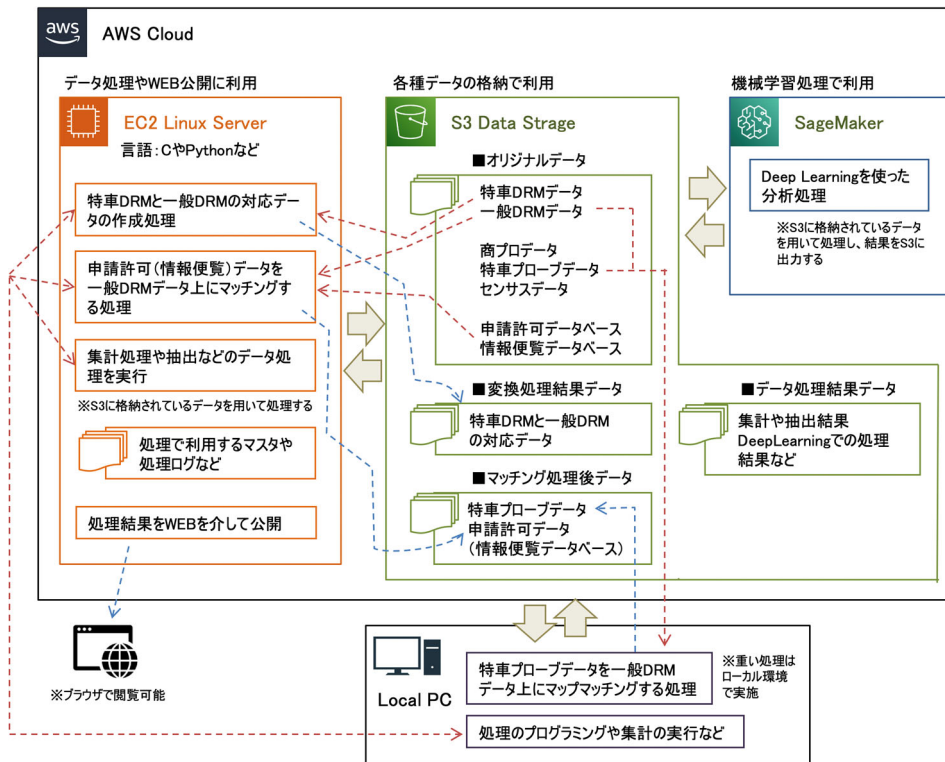 aws
AWS Cloud
データ処理やWEB公開に利用
EC2 Linux Server
言語：CやPythonなど
特車DRMと一般DRMの対応デー
タの作成処理
申請許可（情報便覧）データを
一般DRMデータ上にマッチングす
る処理
集計処理や抽出などのデータ処
理を実行
※S3に格納されているデータを用いて処理する
処理で利用するマスタや
処理ログなど
処理結果をWEBを介して公開
※ブラウザで閲覧可能
各種データの格納で利用
S3 Data Strage
■オリジナルデータ
特車DRMデータ
一般DRMデータ
商プロデータ
特車プローブデータ
センサスデータ
申請許可データベース
情報便覧データベース
■変換処理結果データ
特車DRMと一般DRM
の対応データ
■マッチング処理後データ
特車プローブデータ
申請許可データ
（情報便覧データベース）
■データ処理結果データ
集計や抽出結果
DeepLearningでの処理
結果など
機械学習処理で利用
SageMaker
Deep Learningを使った
分析処理
※S3に格納されているデータ
を用いて処理し、結果をS3に
出力する
Local PC
特車プローブデータを一般DRM
データ上にマップマッチングする処理
※重い処理は
ローカル環境
で実施
処理のプログラミングや集計の実行など